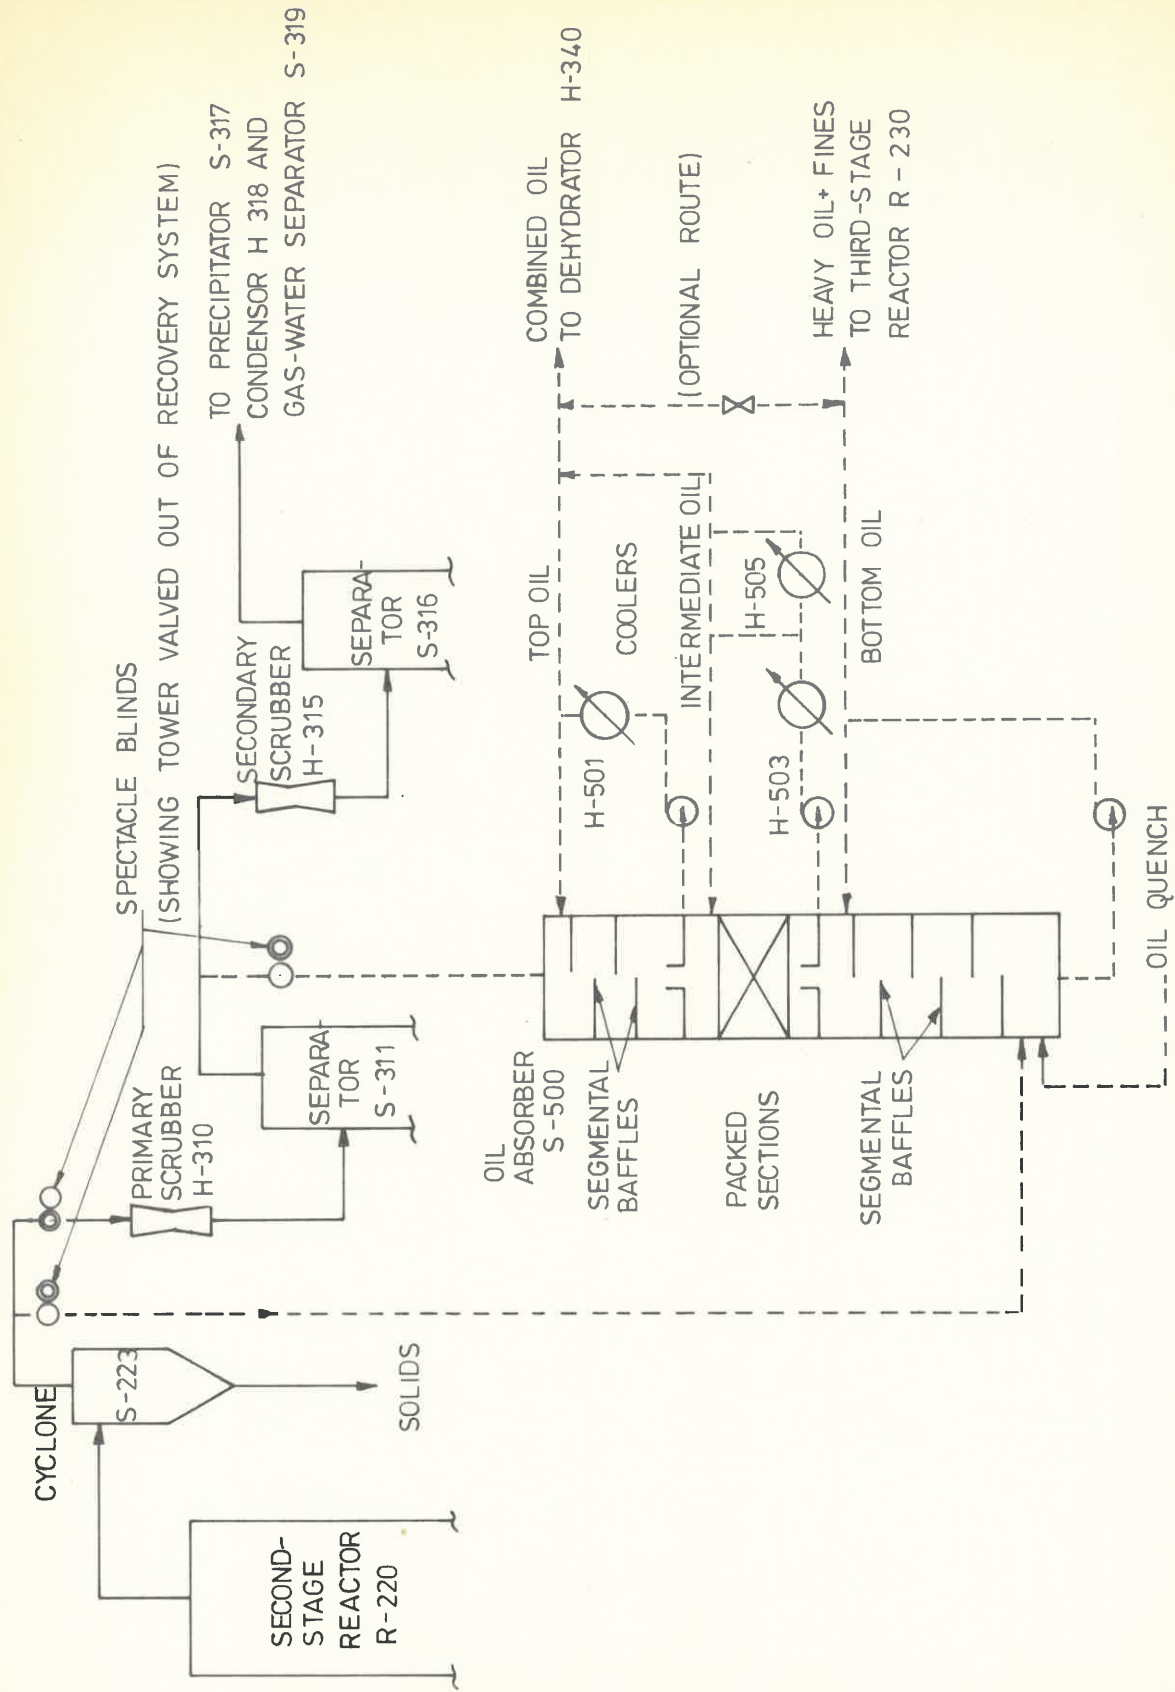 SPECTACLE BLINDS
(SHOWING TOWER VALVED OUT OF RECOVERY SYSTEM)
TO PRECIPITATOR S-317
CONDENSOR H 318 AND
GAS-WATER SEPARATOR S-319
CYCLONE
S-223
SOLIDS
SECOND-
STAGE
REACTOR
R-220
PRIMARY
SCRUBBER
H-310
SEPARA-
TOR
S-311
SECONDARY
SCRUBBER
H-315
SEPARA-
TOR
S-316
OIL
ABSORBER
S-500
SEGMENTAL
BAFFLES
PACKED
SECTIONS
SEGMENTAL
BAFFLES
TOP OIL
H-501
COOLERS
INTERMEDIATE OIL
H-503
H-505
BOTTOM OIL
COMBINED OIL
TO DEHYDRATOR H-340
(OPTIONAL ROUTE)
HEAVY OIL+ FINES
TO THIRD-STAGE
REACTOR R-230
OIL QUENCH